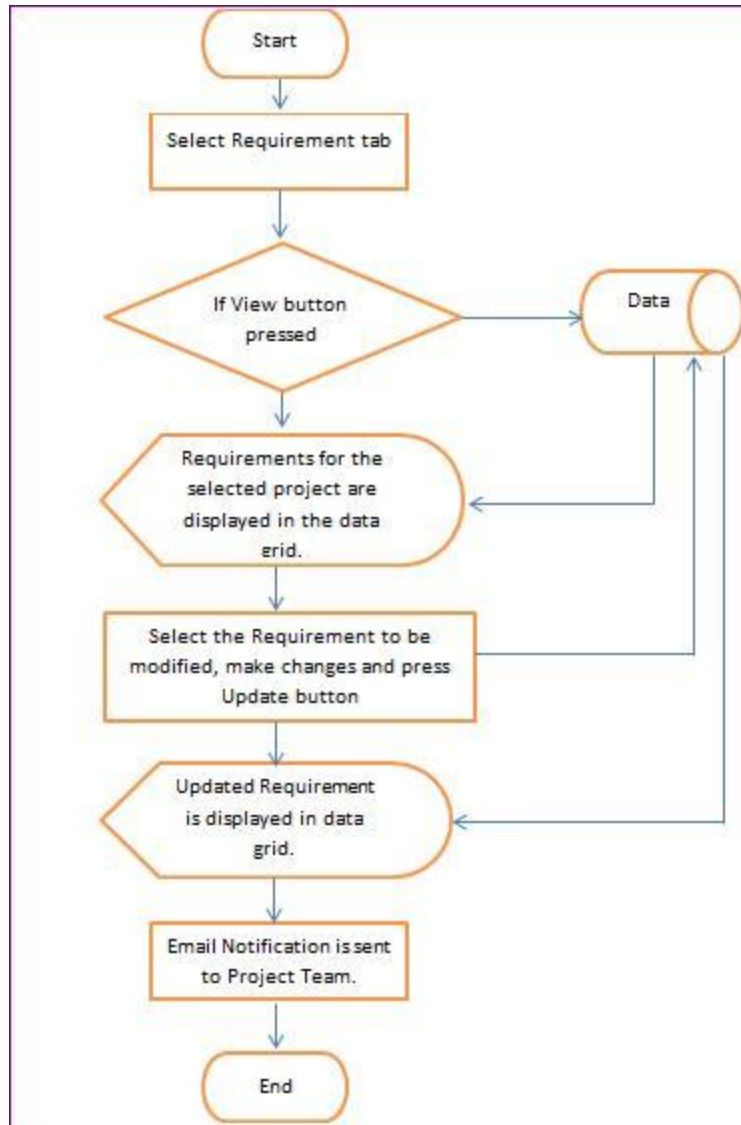 Start
Select Requirement tab
If View button
pressed
Data
Requirements for the
selected project are
displayed in the data
grid.
Select the Requirement to be
modified, make changes and press
Update button
Updated Requirement
is displayed in data
grid.
Email Notification is sent
to Project Team.
End